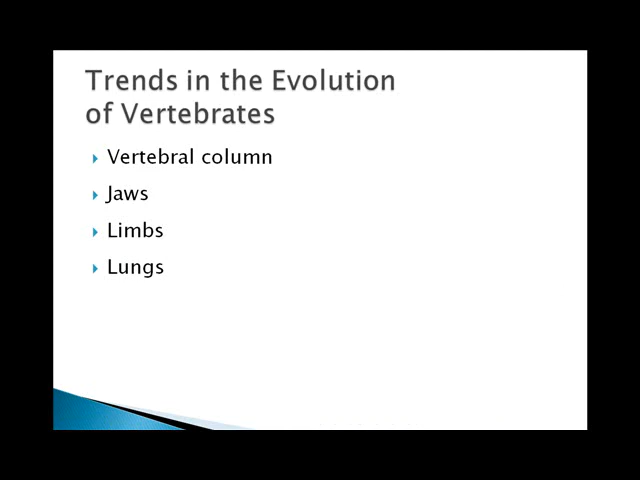 Trends in the Evolution
of Vertebrates
Vertebral column
Jaws
Limbs
Lungs